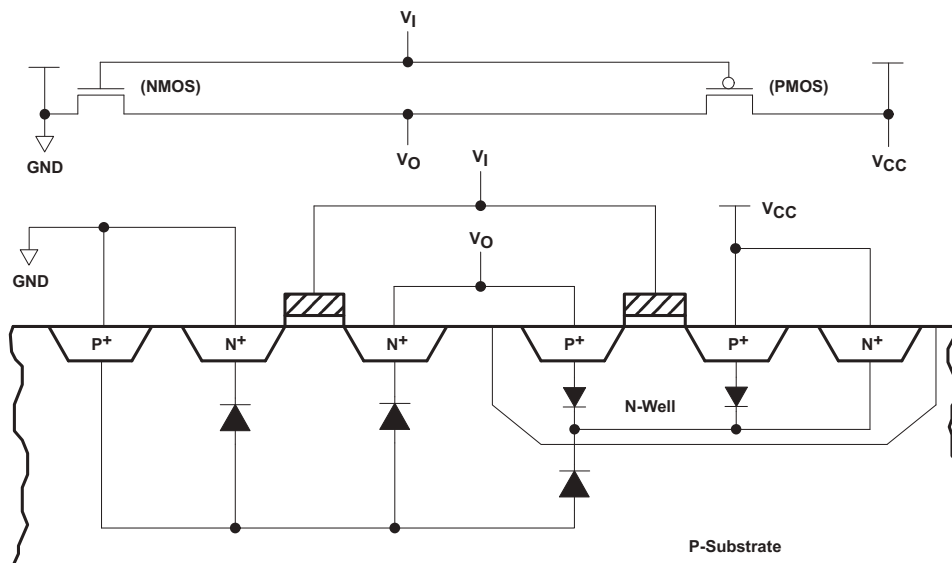 VI
(NMOS)
(PMOS)
GND
VO
VCC
VI
VCC
VO
GND
P+
N+
N+
P+
P+
N+
N-Well
P-Substrate